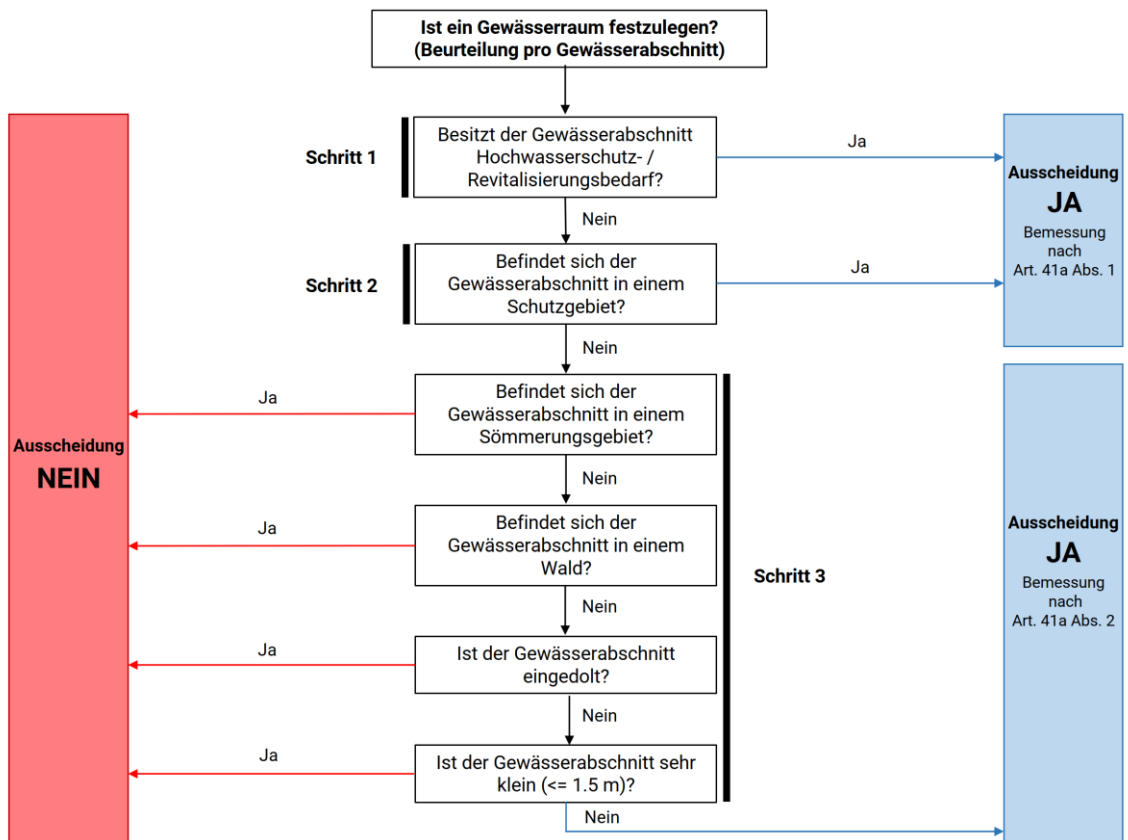 Ist ein Gewässerraum festzulegen?
(Beurteilung pro Gewässerabschnitt)
Schritt 1
Besitzt der Gewässerabschnitt
Hochwasserschutz- /
Revitalisierungsbedarf?
Ja
Nein
Ausscheidung
JA
Bemessung
nach
Art. 41a Abs. 1
Schritt 2
Befindet sich der
Gewässerabschnitt in einem
Schutzgebiet?
Ja
Nein
Befindet sich der
Gewässerabschnitt in einem
Sömmerungsgebiet?
Ja
Nein
Ausscheidung
NEIN
Befindet sich der
Gewässerabschnitt in einem
Wald?
Ja
Nein
Schritt 3
Ausscheidung
JA
Bemessung
nach
Art. 41a Abs. 2
Ist der Gewässerabschnitt
eingedolt?
Ja
Nein
Ist der Gewässerabschnitt sehr
klein (<= 1.5 m)?
Ja
Nein